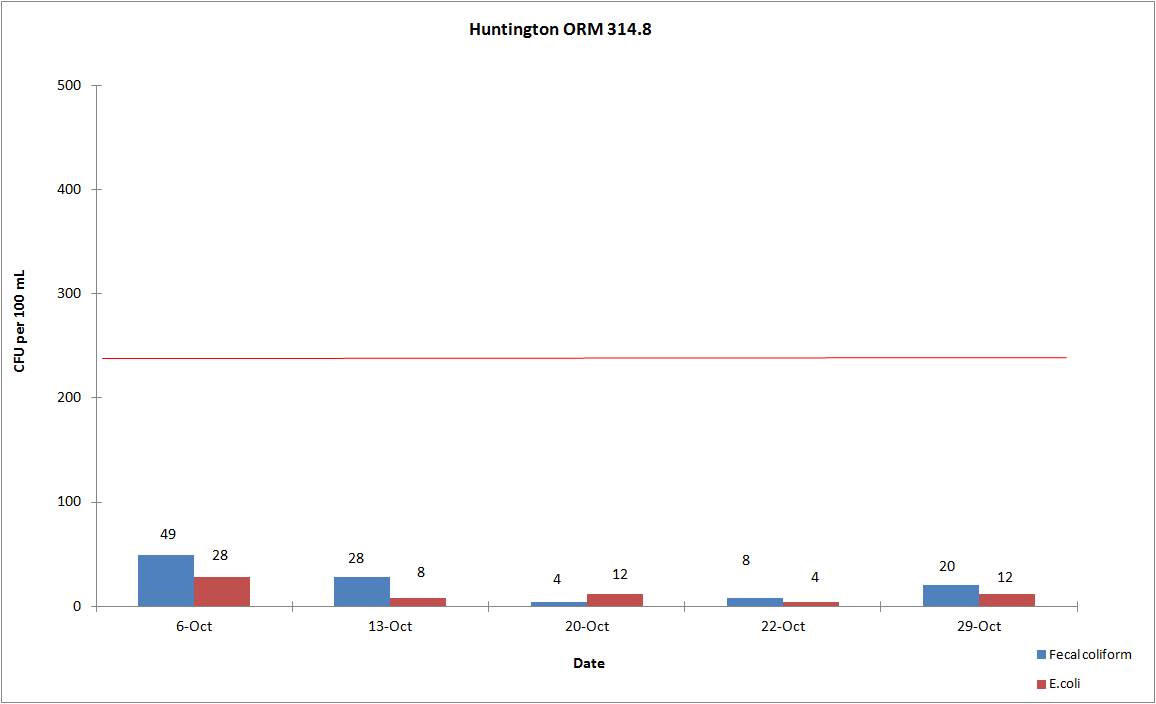 Huntington ORM 314.8
500
400
300
200
100
0
CFU per 100 mL
49
28
28
8
4
12
8
4
20
12
6-Oct
13-Oct
20-Oct
22-Oct
29-Oct
Date
Fecal coliform
E.coli